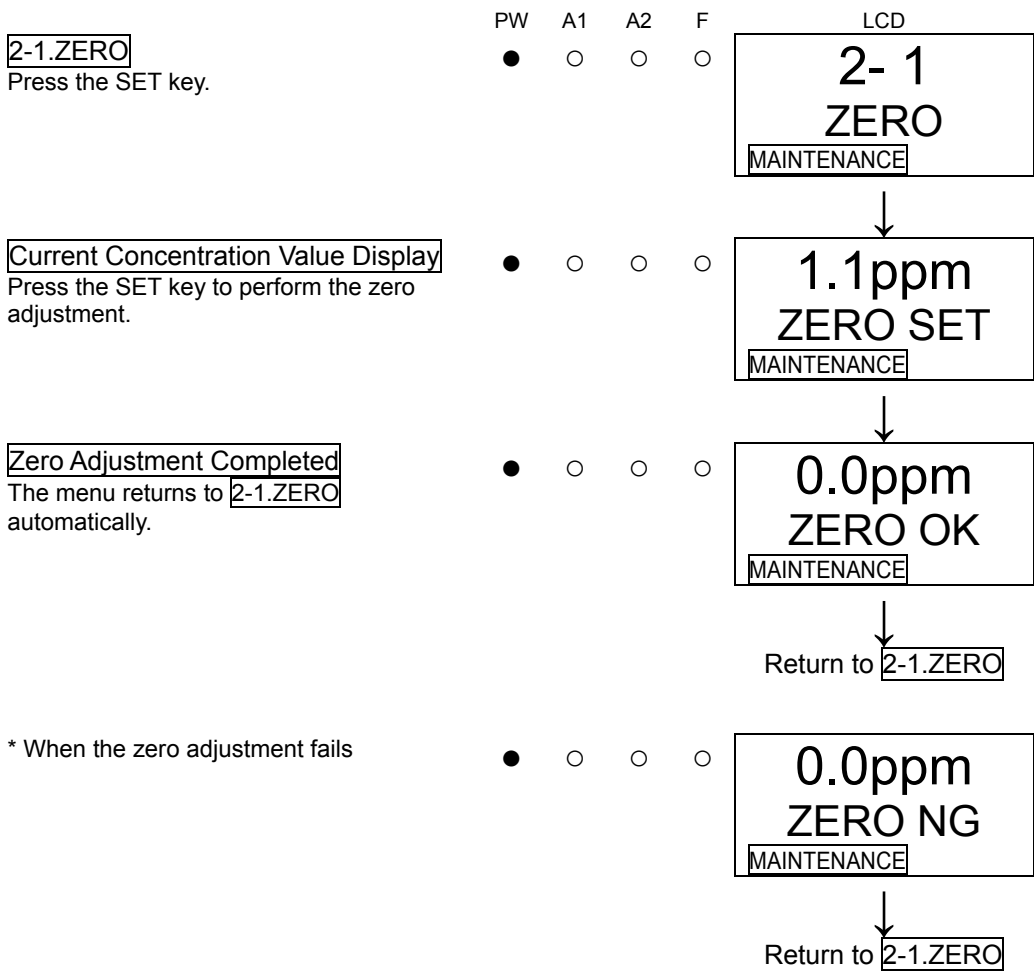 PW A1 A2 F LCD
2-1.ZERO
Press the SET key.
● ○ ○ ○
2- 1
ZERO
MAINTENANCE
↓
Current Concentration Value Display
Press the SET key to perform the zero
adjustment.
● ○ ○ ○
1.1ppm
ZERO SET
MAINTENANCE
↓
Zero Adjustment Completed
The menu returns to 2-1.ZERO
automatically.
● ○ ○ ○
0.0ppm
ZERO OK
MAINTENANCE
↓
Return to 2-1.ZERO
* When the zero adjustment fails
● ○ ○ ○
0.0ppm
ZERO NG
MAINTENANCE
↓
Return to 2-1.ZERO